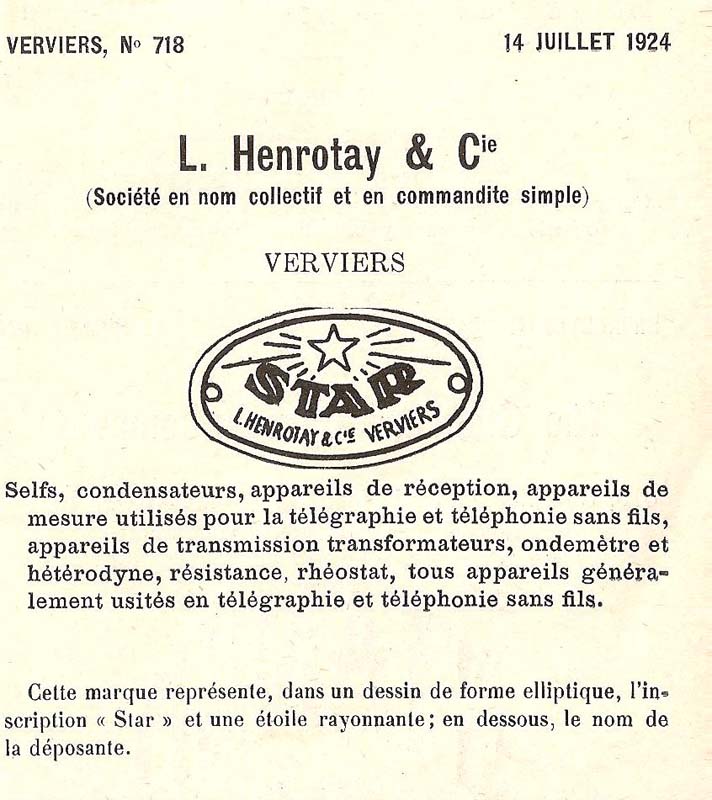 VERVIERS, Nº 718
14 JUILLET 1924
L. Henrotay & Cie
(Société en nom collectif et en commandite simple)
VERVIERS
STAR
L. HENROTAY & CIE VERVIERS
Selfs, condensateurs, appareils de réception, appareils de
mesure utilisés pour la télégraphie et téléphonie sans fils,
appareils de transmission transformateurs, ondemètre et
hétérodyne, résistance, rhéostat, tous appareils généra-
lement usités en télégraphie et téléphonie sans fils.
Cette marque représente, dans un dessin de forme elliptique, l'in-
scription « Star » et une étoile rayonnante; en dessous, le nom de
la déposante.